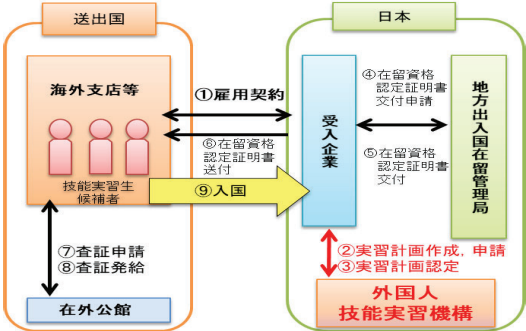 送出国
日本
海外支店等
技能実習生
候補者
①雇用契約
⑥在留資格
認定証明書
送付
⑨入国
受入企業
④在留資格
認定証明書
交付申請
⑤在留資格
認定証明書
交付
地方出入国在留管理局
⑦査証申請
⑧査証発給
在外公館
②実習計画作成，申請
③実習計画認定
外国人
技能実習機構